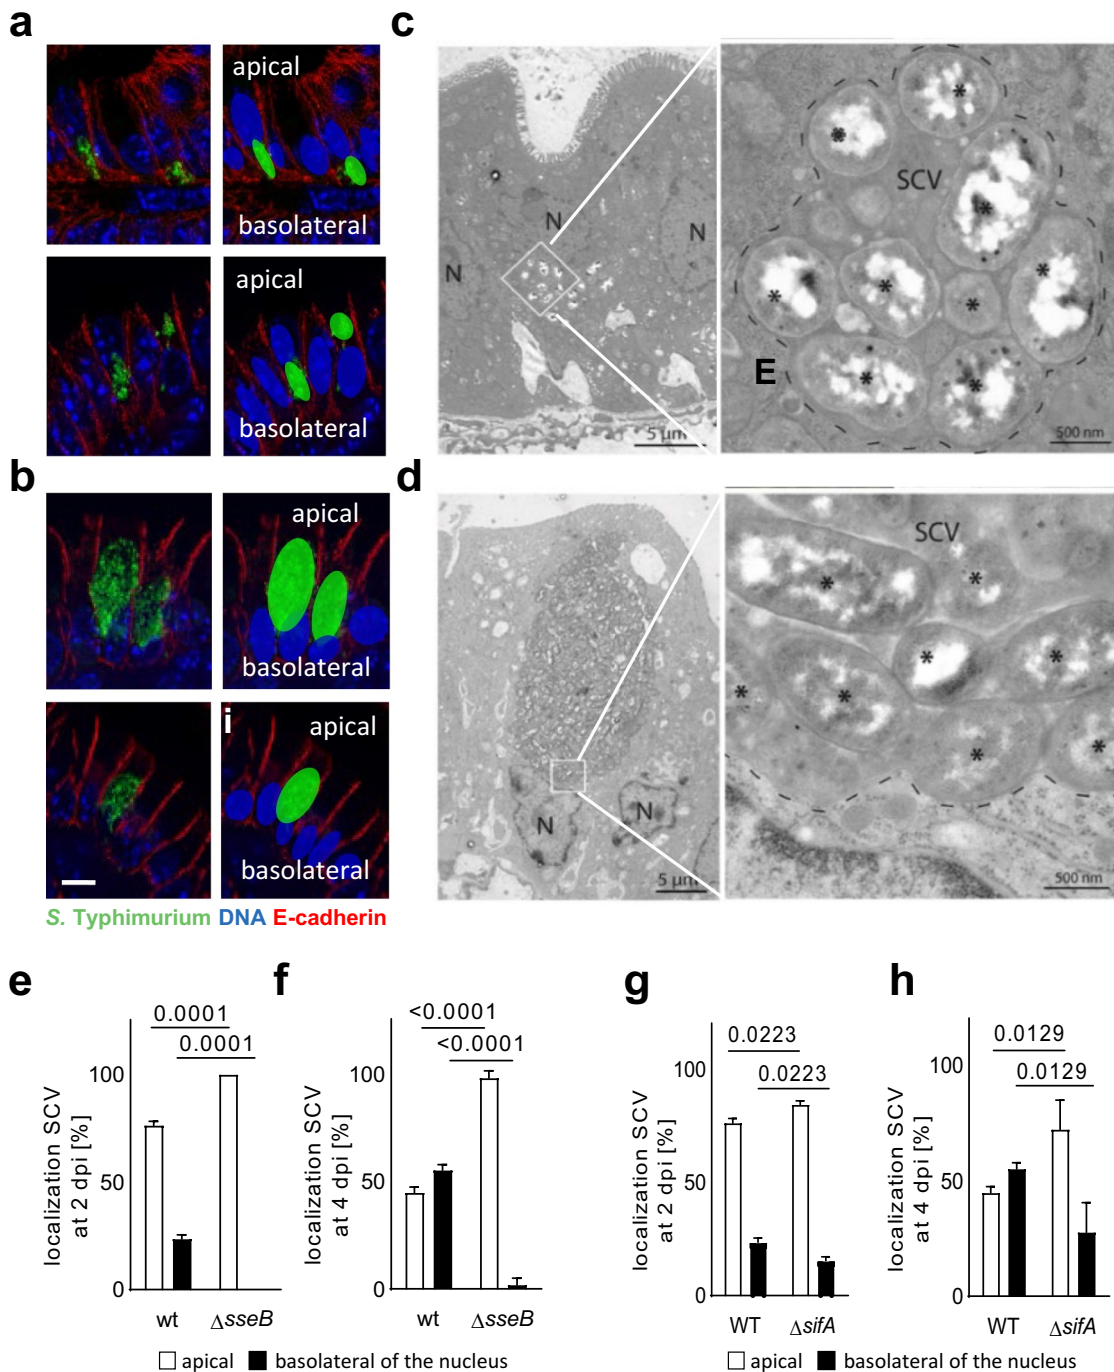 a
apical
basolateral
apical
basolateral
b
apical
basolateral
i
apical
basolateral
S. Typhimurium DNA E-cadherin
c
N
N
N
5 µm
SCV
* * * * * * * * * *
E
500 nm
d
N
N
5 µm
SCV
* * * * * * * *
500 nm
e
0.0001
0.0001
localization SCV
at 2 dpi [%]
100
50
0
wt
ΔsseB
f
<0.0001
<0.0001
localization SCV
at 4 dpi [%]
100
50
0
wt
ΔsseB
apical
basolateral of the nucleus
g
0.0223
0.0223
localization SCV
at 2 dpi [%]
100
50
0
WT
ΔsifA
h
0.0129
0.0129
localization SCV
at 4 dpi [%]
100
50
0
WT
ΔsifA
apical
basolateral of the nucleus